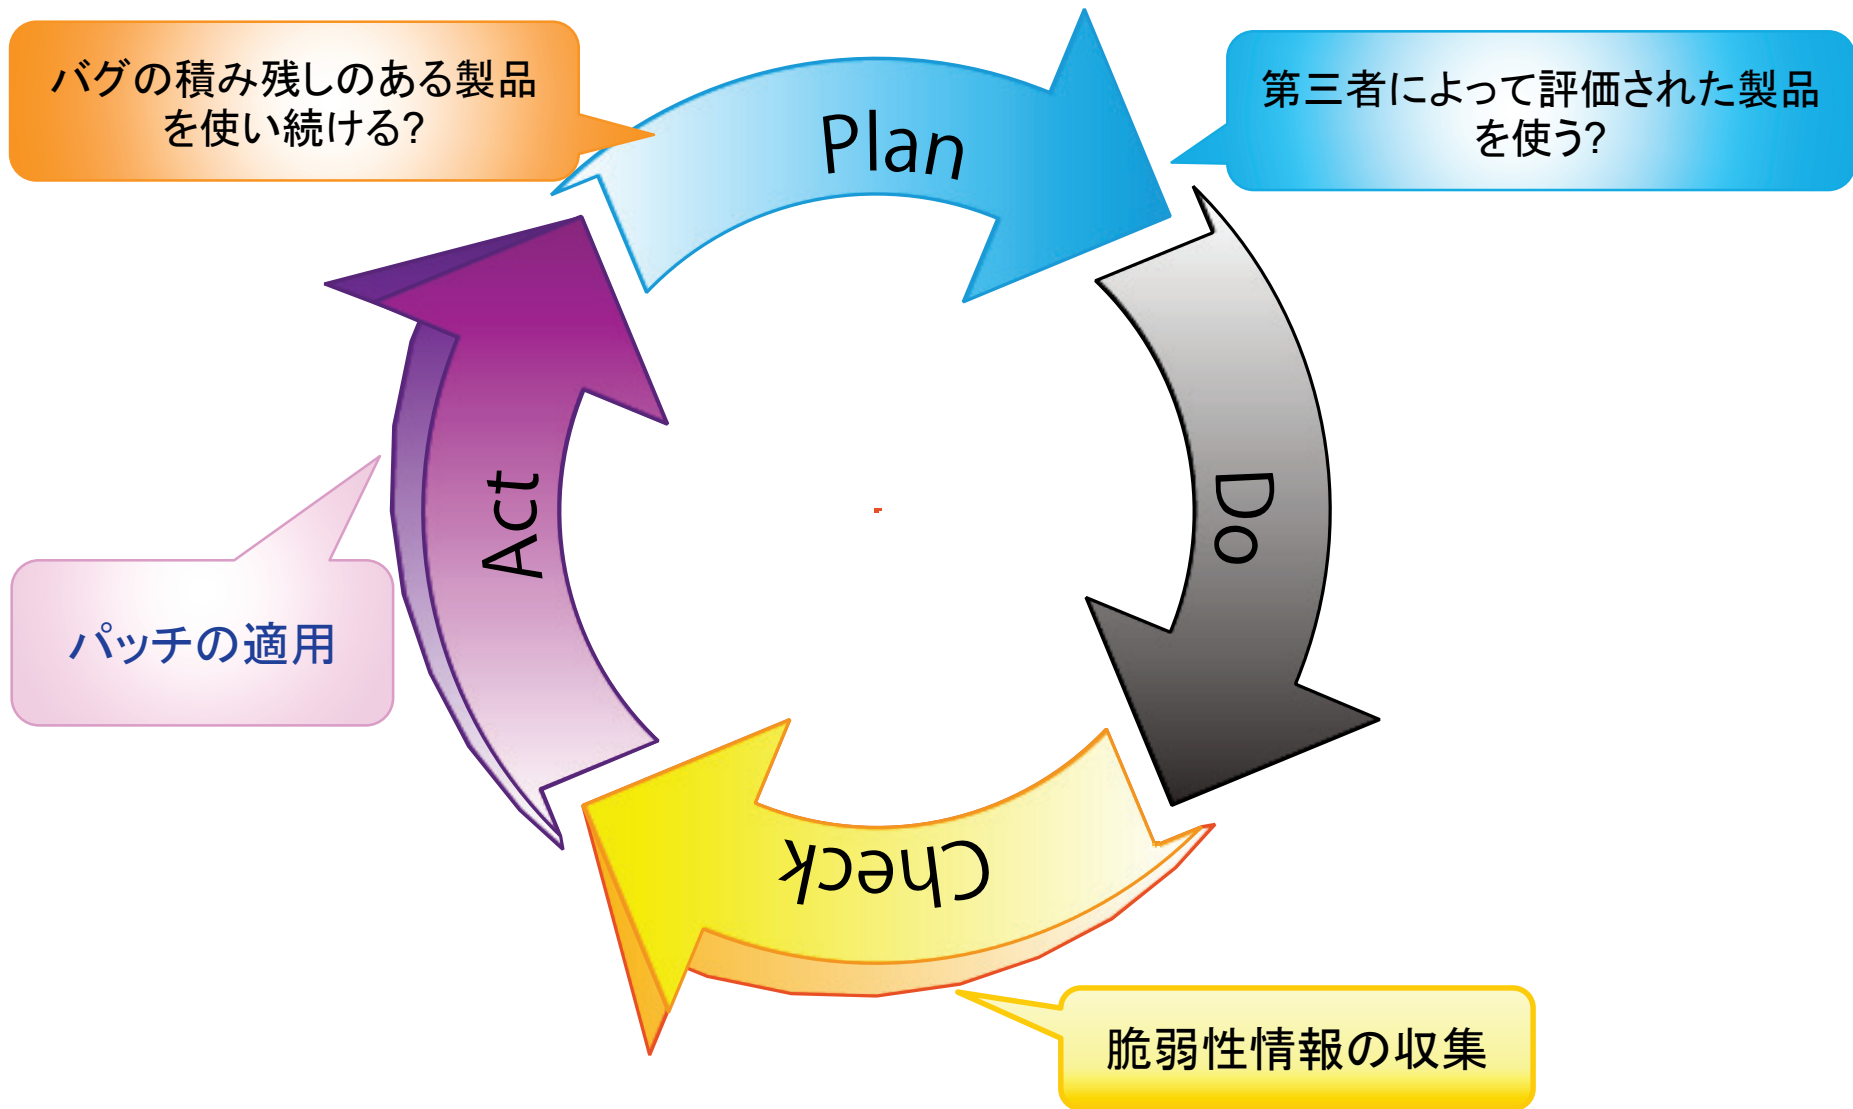 バグの積み残しのある製品
を使い続ける?
第三者によって評価された製品
を使う?
Plan
Do
Act
パッチの適用
Check
脆弱性情報の収集